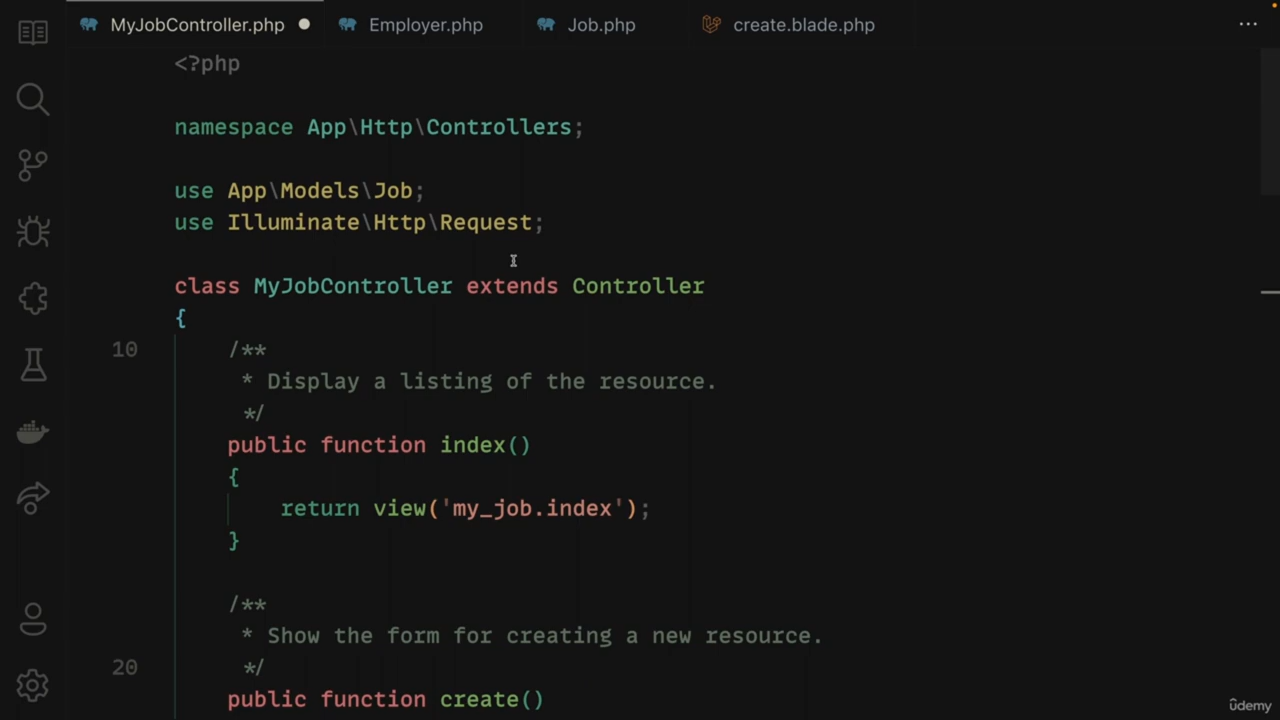 MyJobController.php
Employer.php
Job.php
create.blade.php
<?php
namespace App\Http\Controllers;
use App\Models\Job;
use Illuminate\Http\Request;
class MyJobController extends Controller
{
10 /**
* Display a listing of the resource.
*/
public function index()
{
return view('my_job.index');
}
/**
* Show the form for creating a new resource.
20 */
public function create()
ûdemy